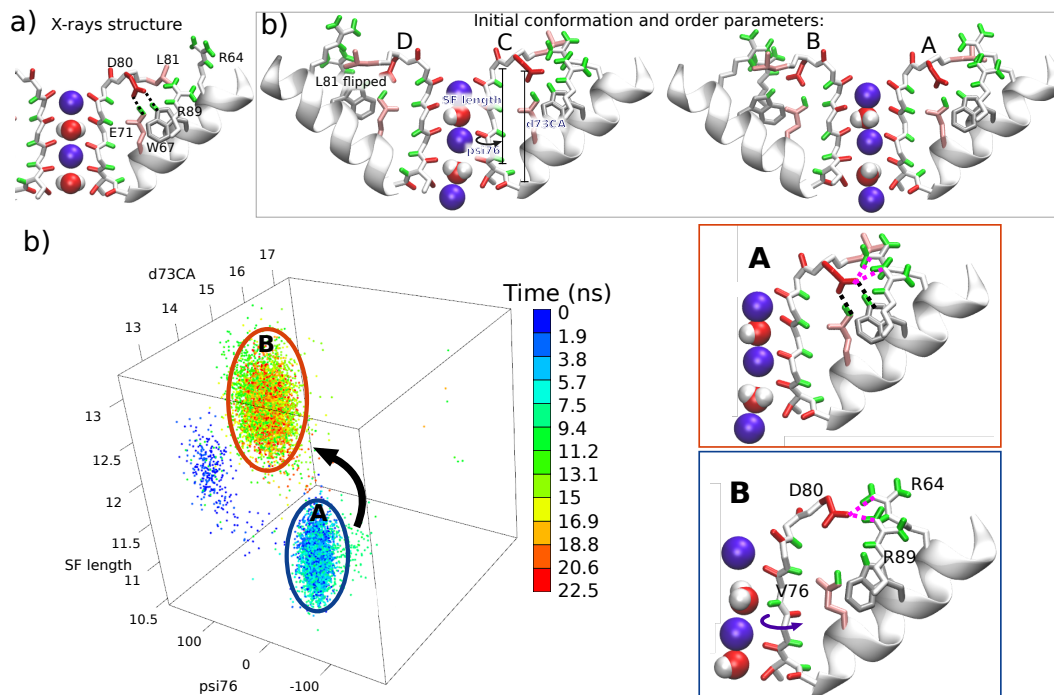 a)
X-rays structure
D80
L81
R64
R89
E71
W67
b)
Initial conformation and order parameters:
D
C
L81 flipped
SF length
d73CA
psi76
B
A
b)
d73CA
17
16
15
14
13
13
12.5
12
11.5
11
10.5
SF length
100
0
-100
psi76
B
A
Time (ns)
0
1.9
3.8
5.7
7.5
9.4
11.2
13.1
15
16.9
18.8
20.6
22.5
A
B
D80
R64
R89
V76